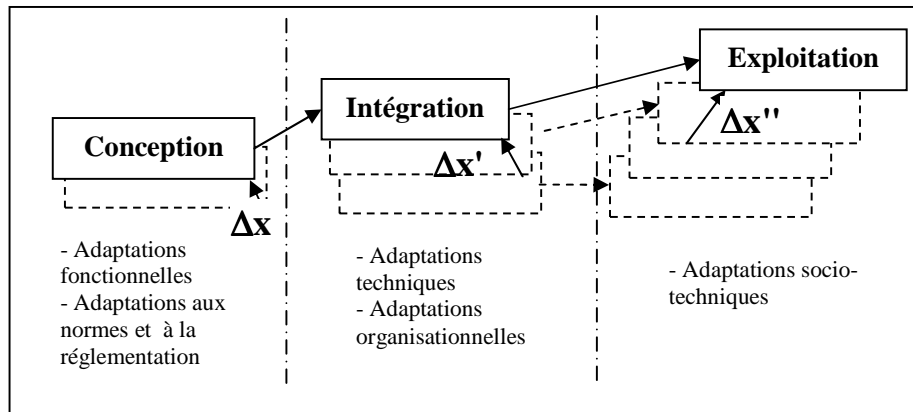 Conception
Δx
- Adaptations
fonctionnelles
- Adaptations aux
normes et à la
réglementation
Intégration
Δx'
- Adaptations
techniques
- Adaptations
organisationnelles
Exploitation
Δx''
- Adaptations socio-
techniques